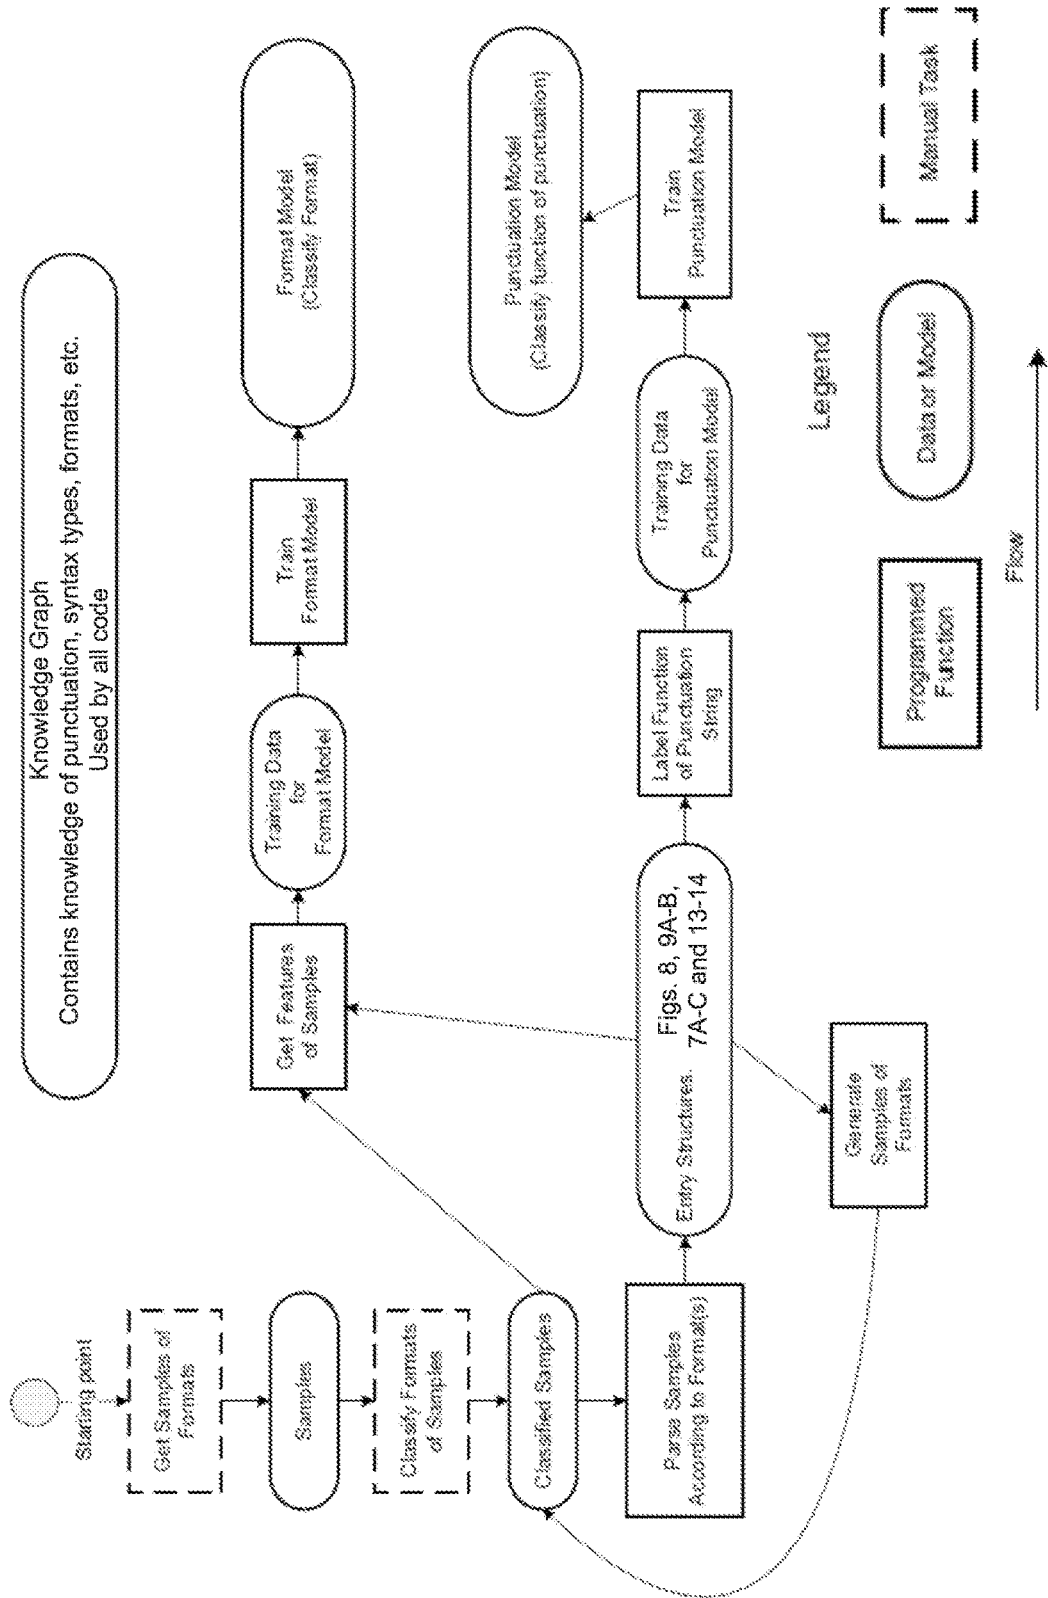 Knowledge Graph
Contains knowledge of punctuation, syntax types, formats, etc.
Used by all code
Starting point
Get Samples of
Formats
Samples
Classify Formats
of Samples
Classified Samples
Parse Samples
According to Format(s)
Get Features
of Samples
Training Data
for
Format Model
Train
Format Model
Format Model
(Classify Format)
Entry Structures.
Figs. 8, 9A-B,
7A-C and 13-14
Generate
Samples of
Formats
Label Function
of Punctuation
String
Training Data
for
Punctuation Model
Train
Punctuation Model
Punctuation Model
(Classify function of punctuation)
Legend
Programmed
Function
Data or Model
Manual Task
Flow